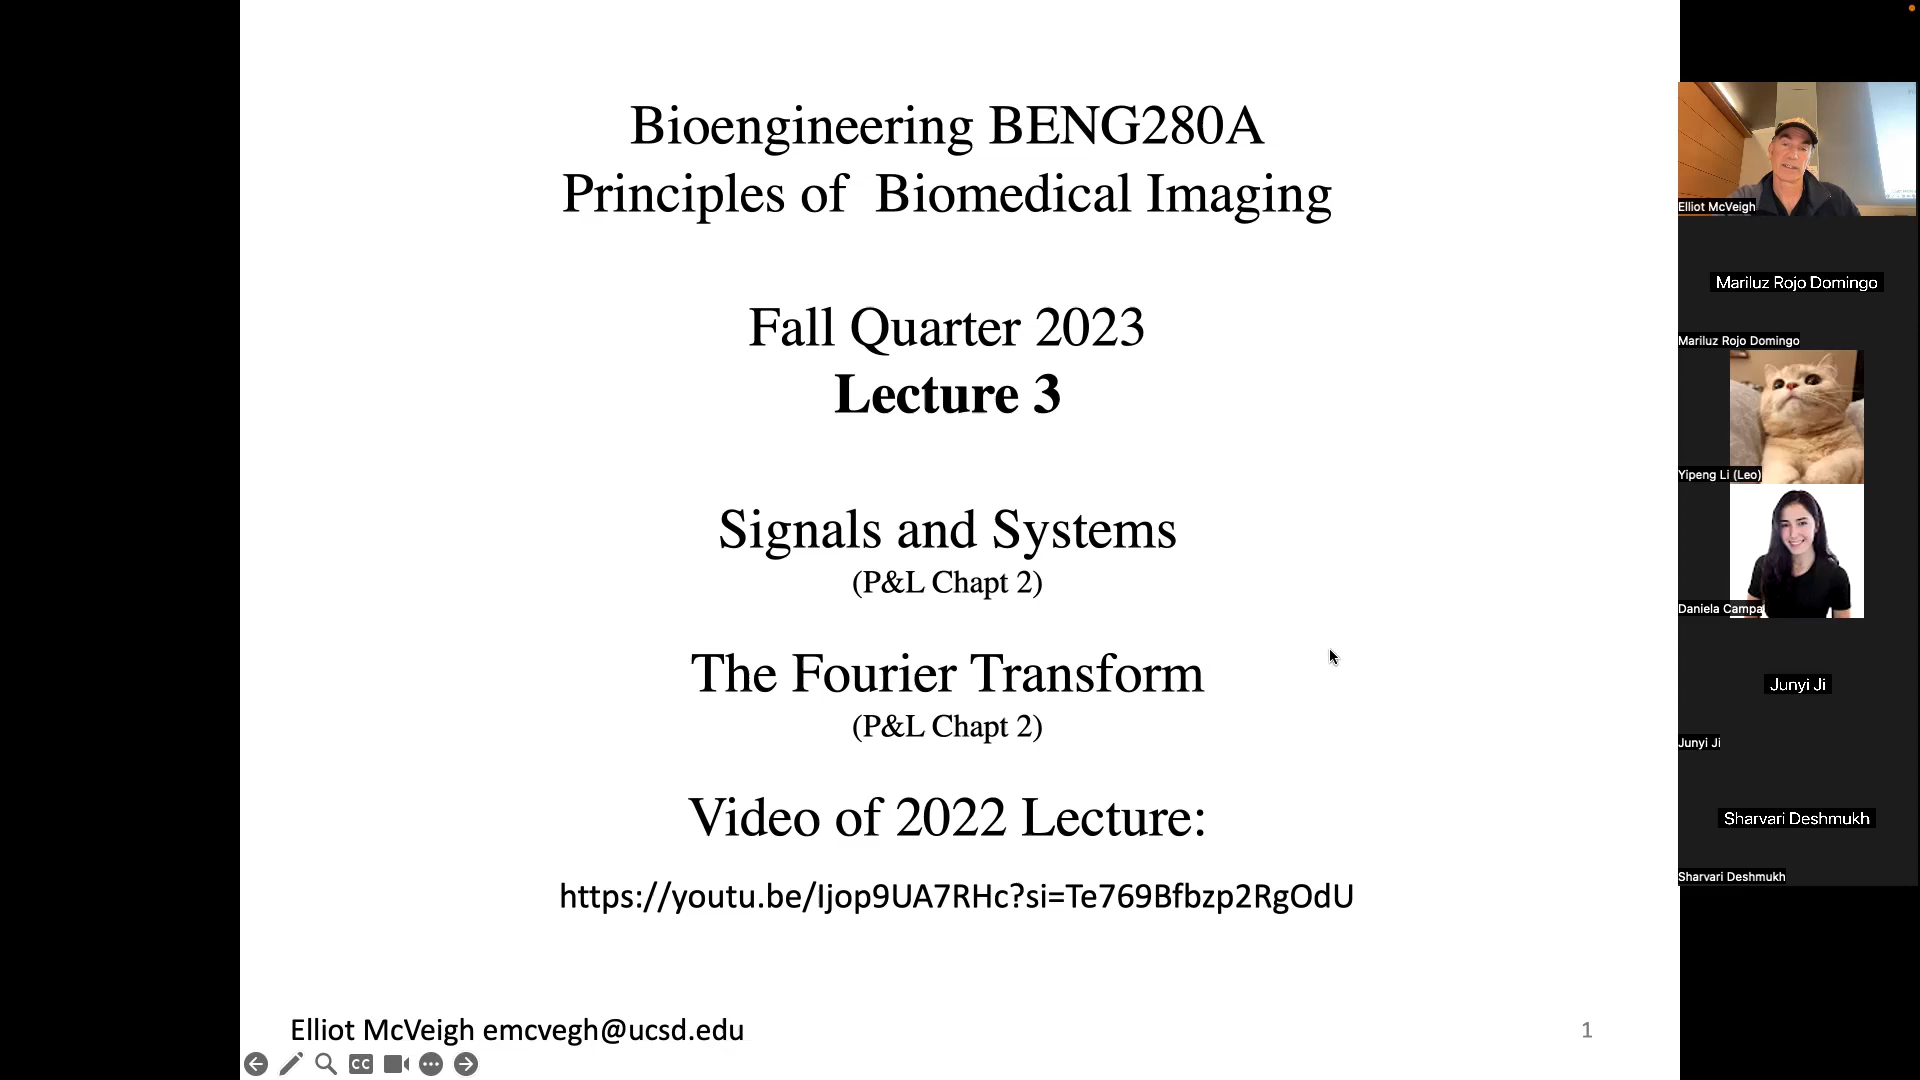 Bioengineering BENG280A
Principles of  Biomedical Imaging
Fall Quarter 2023
Lecture 3
Signals and Systems
(P&L Chapt 2)
The Fourier Transform
(P&L Chapt 2)
Video of 2022 Lecture:
https://youtu.be/Ijop9UA7RHc?si=Te769Bfbzp2RgOdU
Elliot McVeigh emcvegh@ucsd.edu
1
CC
Elliot McVeigh
Mariluz Rojo Domingo
Mariluz Rojo Domingo
Yipeng Li (Leo)
Daniela Campa
Junyi Ji
Junyi Ji
Sharvari Deshmukh
Sharvari Deshmukh